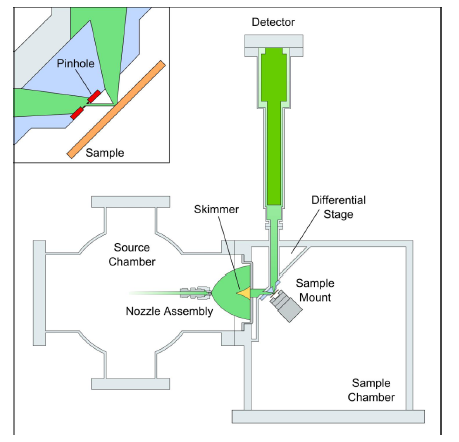 Detector
Pinhole
Sample
Skimmer
Differential
Stage
Source
Chamber
Sample
Mount
Nozzle Assembly
Sample
Chamber